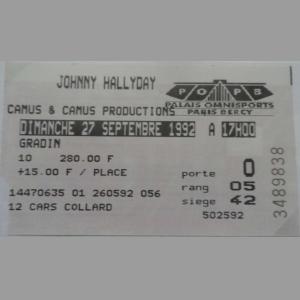 JOHNNY HALLYDAY
POPB
PALAIS OMNISPORTS
PARIS BERCY
CAMUS & CAMUS PRODUCTIONS
DIMANCHE 27 SEPTEMBRE 1992 A 17H00
GRADIN
10 280.00 F
+15.00 F / PLACE
porte 0
rang 05
siege 42
14470635 01 260592 056
12 CARS COLLARD
502592
3489838